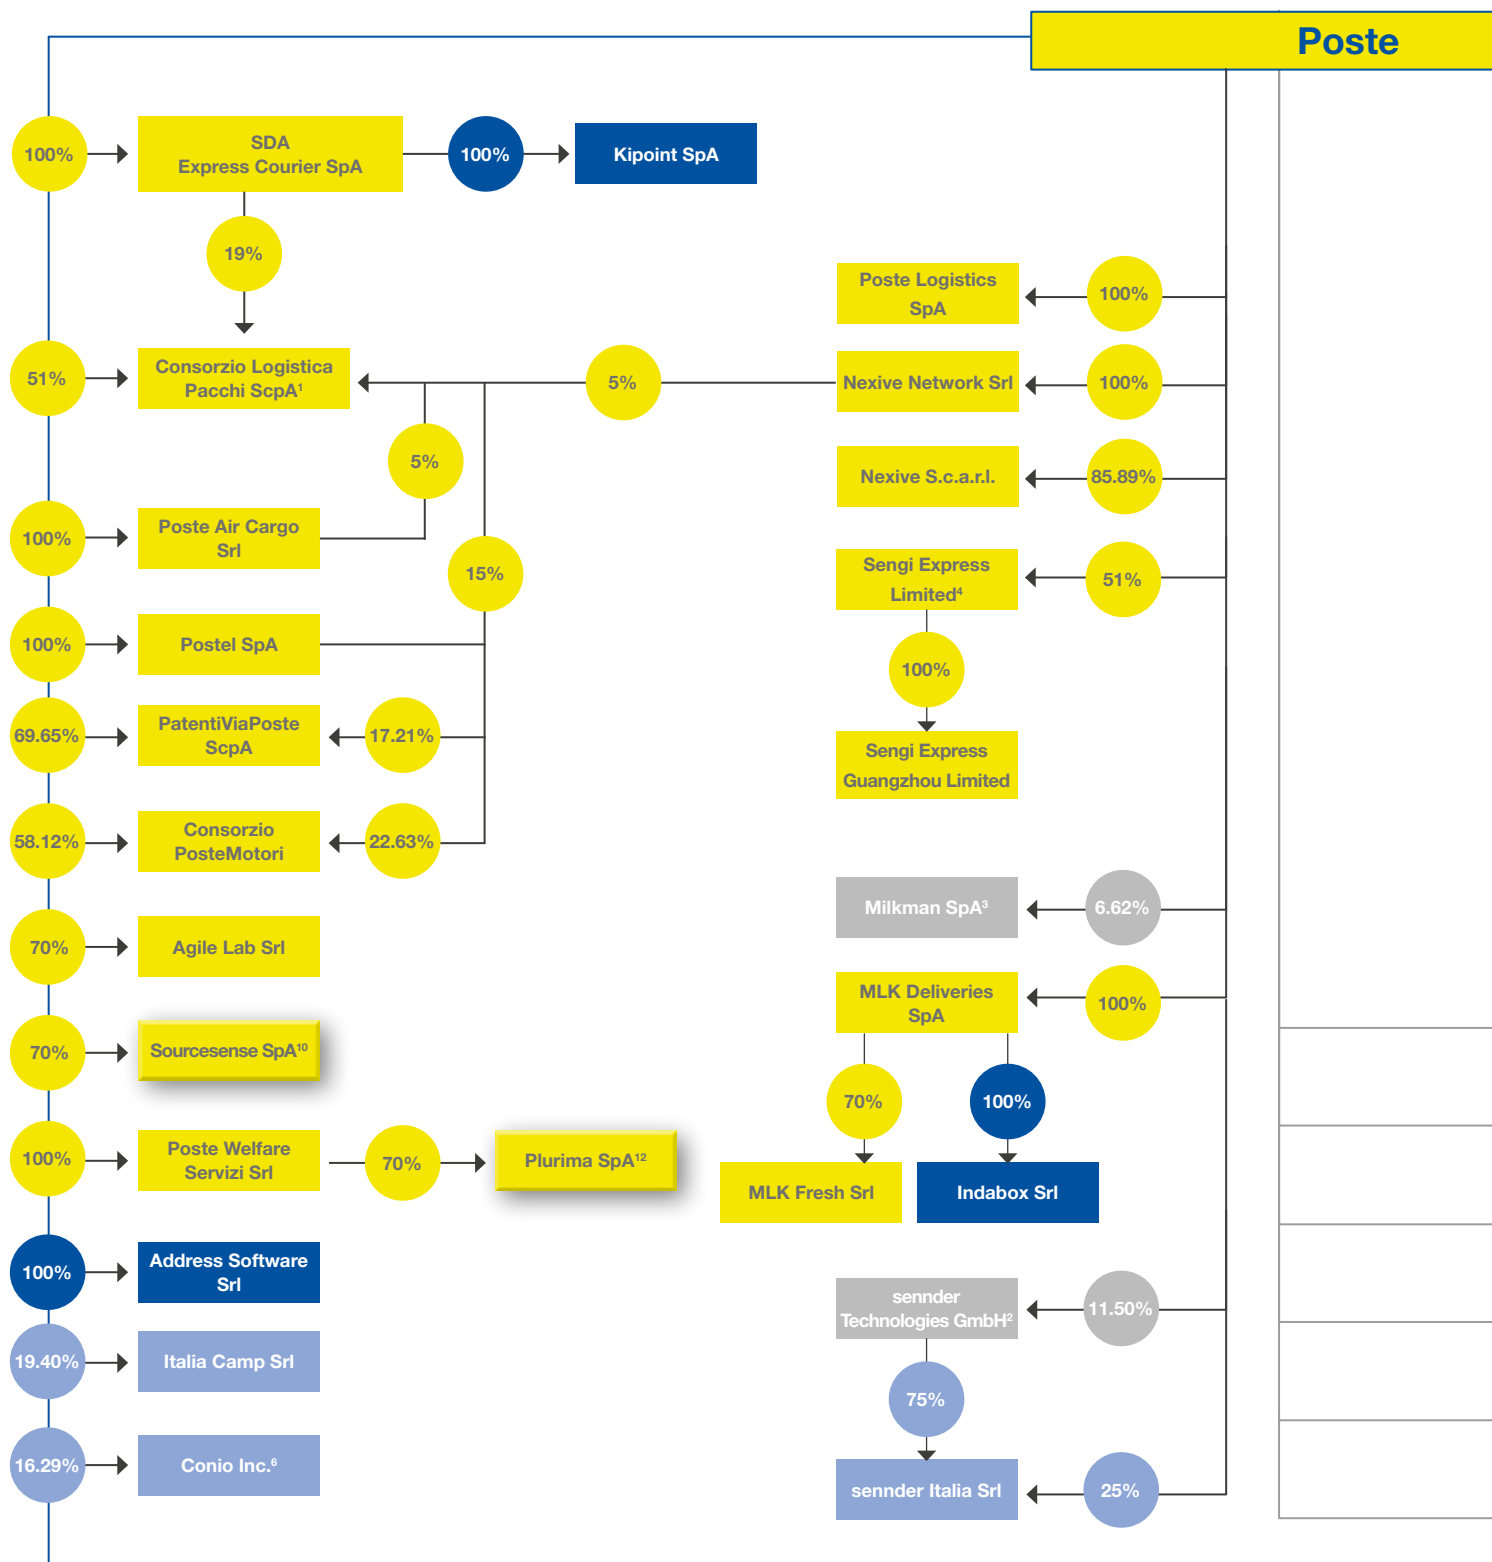 Poste
100%
SDA
Express Courier SpA
100%
Kipoint SpA
19%
Poste Logistics
SpA
100%
51%
Consorzio Logistica
Pacchi ScpA¹
5%
Nexive Network Srl
100%
5%
Nexive S.c.a.r.l.
85.89%
100%
Poste Air Cargo
Srl
15%
Sengi Express
Limited⁴
51%
100%
Postel SpA
100%
69.65%
PatentiViaPoste
ScpA
17.21%
Sengi Express
Guangzhou Limited
58.12%
Consorzio
PosteMotori
22.63%
Milkman SpA³
6.62%
70%
Agile Lab Srl
MLK Deliveries
SpA
100%
70%
Sourcesense SpA¹⁰
70%
100%
100%
Poste Welfare
Servizi Srl
70%
Plurima SpA¹²
MLK Fresh Srl
Indabox Srl
100%
Address Software
Srl
sennder
Technologies GmbH²
11.50%
19.40%
Italia Camp Srl
75%
16.29%
Conio Inc.⁶
sennder Italia Srl
25%